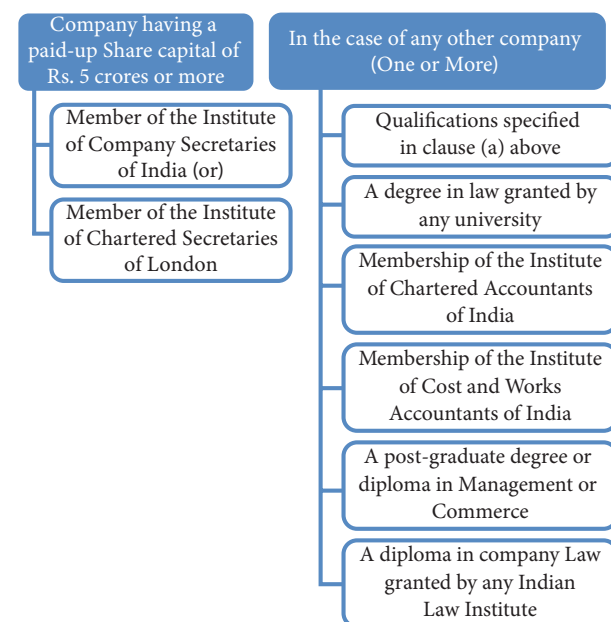 Company having a
paid-up Share capital of
Rs. 5 crores or more
Member of the Institute
of Company Secretaries
of India (or)
Member of the Institute
of Chartered Secretaries
of London
In the case of any other company
(One or More)
Qualifications specified
in clause (a) above
A degree in law granted by
any university
Membership of the Institute
of Chartered Accountants
of India
Membership of the Institute
of Cost and Works
Accountants of India
A post-graduate degree or
diploma in Management or
Commerce
A diploma in company Law
granted by any Indian
Law Institute